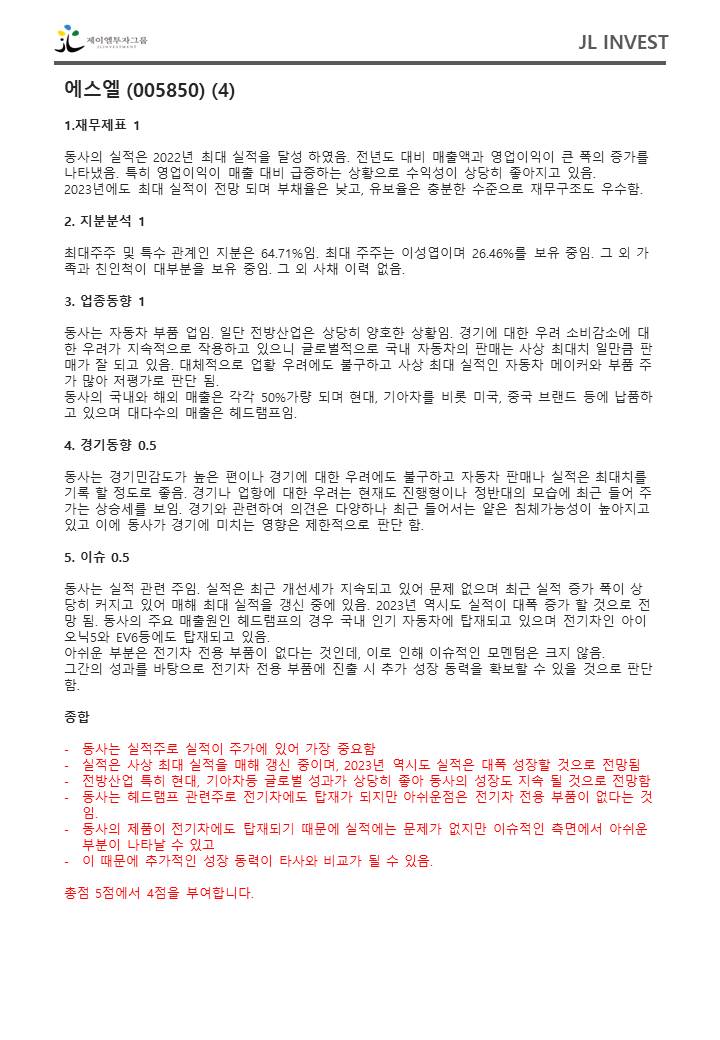 제이엘투자그룹
JLINVESTMENT
JL INVEST
에스엘 (005850) (4)
1.재무제표 1
동사의 실적은 2022년 최대 실적을 달성 하였음. 전년도 대비 매출액과 영업이익이 큰 폭의 증가를
나타냈음. 특히 영업이익이 매출 대비 급증하는 상황으로 수익성이 상당히 좋아지고 있음.
2023년에도 최대 실적이 전망 되며 부채율은 낮고, 유보율은 충분한 수준으로 재무구조도 우수함.
2. 지분분석 1
최대주주 및 특수 관계인 지분은 64.71%임. 최대 주주는 이성엽이며 26.46%를 보유 중임. 그 외 가
족과 친인척이 대부분을 보유 중임. 그 외 사채 이력 없음.
3. 업종동향 1
동사는 자동차 부품 업임. 일단 전방산업은 상당히 양호한 상황임. 경기에 대한 우려 소비감소에 대
한 우려가 지속적으로 작용하고 있으니 글로벌적으로 국내 자동차의 판매는 사상 최대치 일만큼 판
매가 잘 되고 있음. 대체적으로 업황 우려에도 불구하고 사상 최대 실적인 자동차 메이커와 부품 주
가 많아 저평가로 판단 됨.
동사의 국내와 해외 매출은 각각 50%가량 되며 현대, 기아차를 비롯 미국, 중국 브랜드 등에 납품하
고 있으며 대다수의 매출은 헤드램프임.
4. 경기동향 0.5
동사는 경기민감도가 높은 편이나 경기에 대한 우려에도 불구하고 자동차 판매나 실적은 최대치를
기록 할 정도로 좋음. 경기나 업항에 대한 우려는 현재도 진행형이나 정반대의 모습에 최근 들어 주
가는 상승세를 보임. 경기와 관련하여 의견은 다양하나 최근 들어서는 얕은 침체가능성이 높아지고
있고 이에 동사가 경기에 미치는 영향은 제한적으로 판단 함.
5. 이슈 0.5
동사는 실적 관련 주임. 실적은 최근 개선세가 지속되고 있어 문제 없으며 최근 실적 증가 폭이 상
당히 커지고 있어 매해 최대 실적을 갱신 중에 있음. 2023년 역시도 실적이 대폭 증가 할 것으로 전
망 됨. 동사의 주요 매출원인 헤드램프의 경우 국내 인기 자동차에 탑재되고 있으며 전기차인 아이
오닉5와 EV6등에도 탑재되고 있음.
아쉬운 부분은 전기차 전용 부품이 없다는 것인데, 이로 인해 이슈적인 모멘텀은 크지 않음.
그간의 성과를 바탕으로 전기차 전용 부품에 진출 시 추가 성장 동력을 확보할 수 있을 것으로 판단
함.
종합
- 동사는 실적주로 실적이 주가에 있어 가장 중요함
- 실적은 사상 최대 실적을 매해 갱신 중이며, 2023년 역시도 실적은 대폭 성장할 것으로 전망됨
- 전방산업 특히 현대, 기아차등 글로벌 성과가 상당히 좋아 동사의 성장도 지속 될 것으로 전망함
- 동사는 헤드램프 관련주로 전기차에도 탑재가 되지만 아쉬운점은 전기차 전용 부품이 없다는 것
임.
- 동사의 제품이 전기차에도 탑재되기 때문에 실적에는 문제가 없지만 이슈적인 측면에서 아쉬운
부분이 나타날 수 있고
- 이 때문에 추가적인 성장 동력이 타사와 비교가 될 수 있음.
총점 5점에서 4점을 부여합니다.